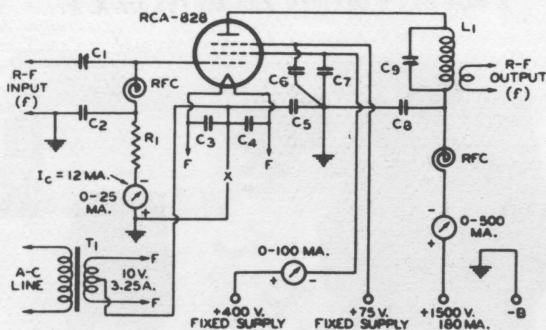 RCA-828
L1
C1
C9
R-F
INPUT
(f)
RFC
C6
C7
R-F
OUTPUT
(f)
C2
C5
C8
R1
C3
C4
F
F
RFC
X
IC = 12 MA.
-
0-25
MA.
+
-
0-500
MA.
+
T1
F
0-100 MA.
A-C
LINE
10 V.
3.25A.
+
-
F
+400 V.
FIXED SUPPLY
+75 V.
FIXED SUPPLY
+1500 V.
180 MA.
-B